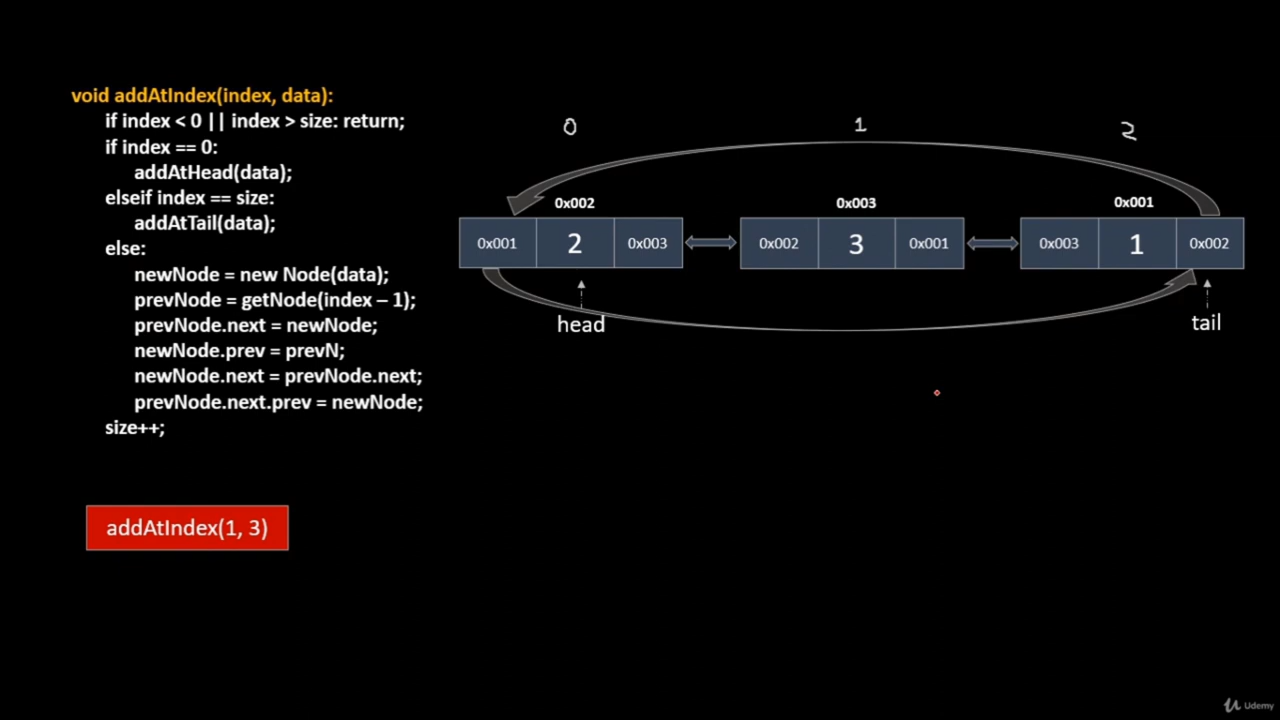 void addAtIndex(index, data):
if index < 0 || index > size: return;
if index == 0:
addAtHead(data);
elseif index == size:
addAtTail(data);
else:
newNode = new Node(data);
prevNode = getNode(index – 1);
prevNode.next = newNode;
newNode.prev = prevN;
newNode.next = prevNode.next;
prevNode.next.prev = newNode;
size++;
addAtIndex(1, 3)
0 1 2
0x002 0x003 0x001
0x001 2 0x003 0x002 3 0x001 0x003 1 0x002
head tail
Udemy